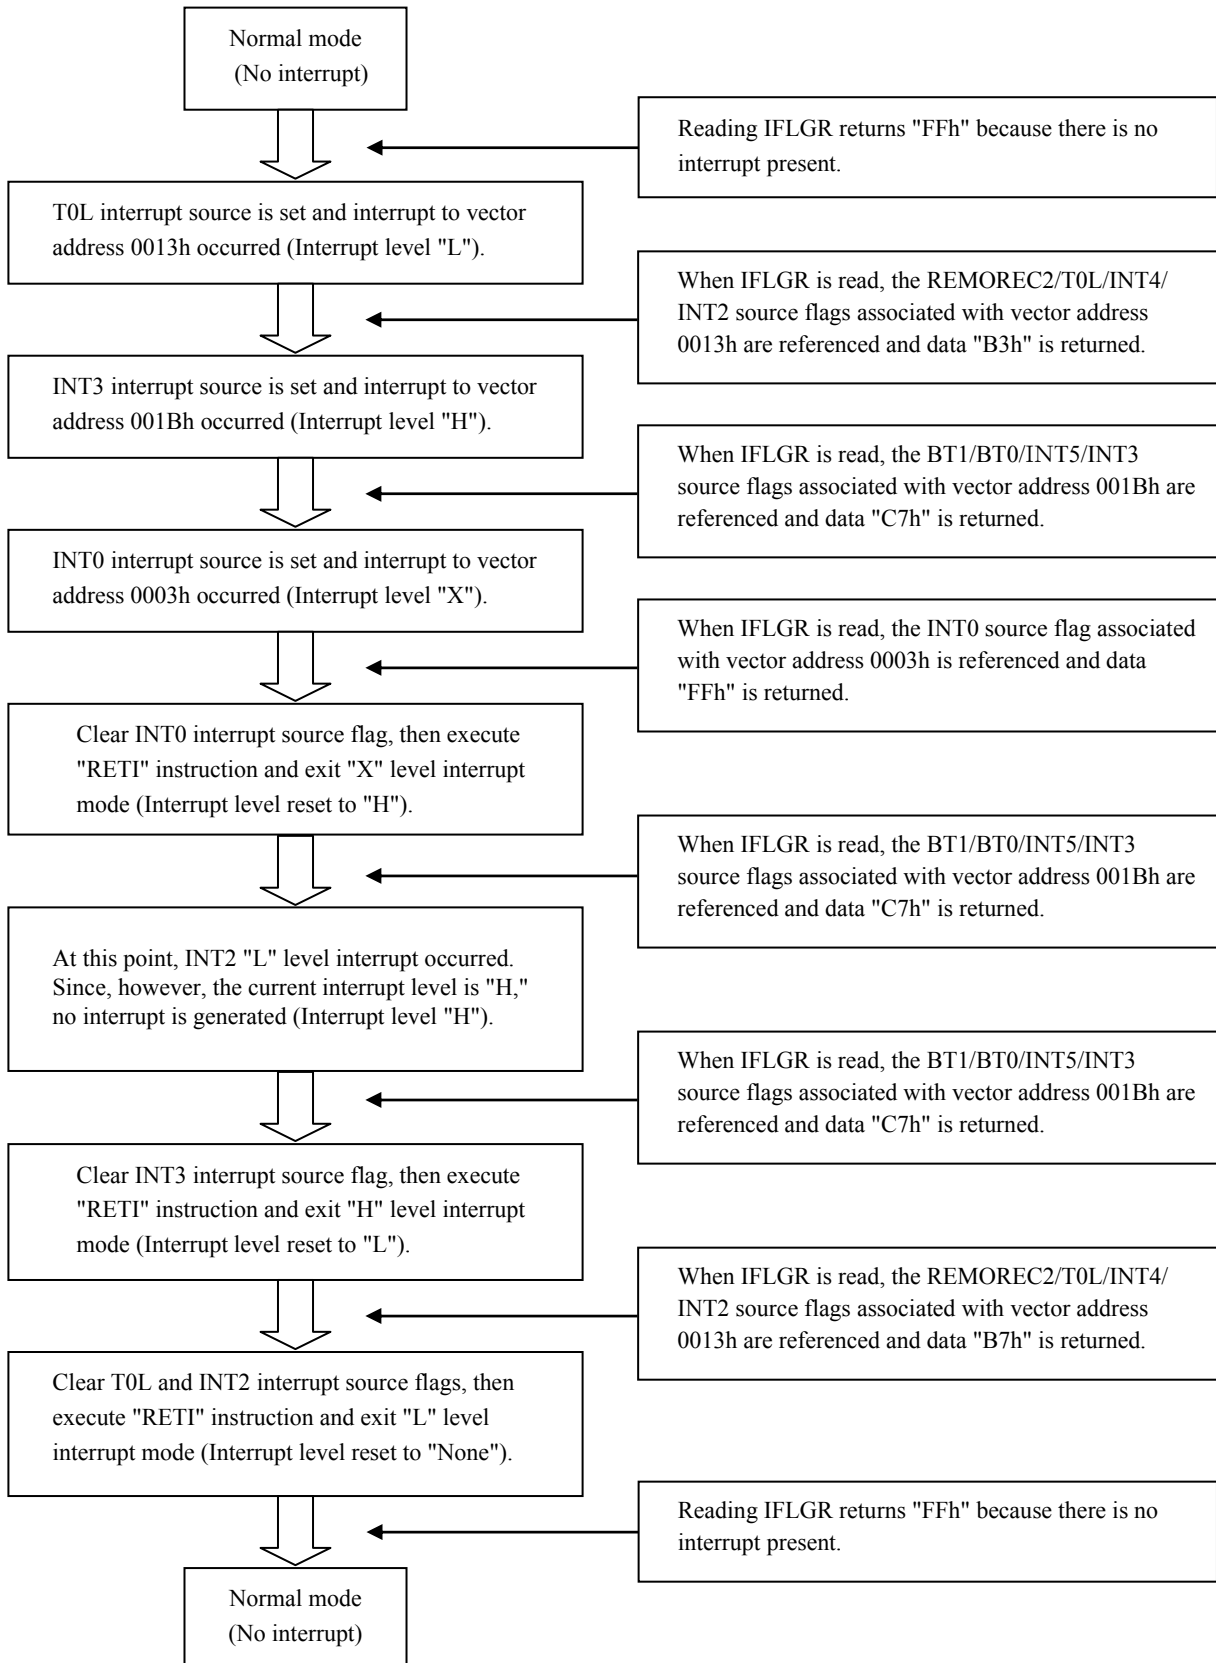 Normal mode
(No interrupt)
Reading IFLGR returns "FFh" because there is no
interrupt present.
T0L interrupt source is set and interrupt to vector
address 0013h occurred (Interrupt level "L").
When IFLGR is read, the REMOREC2/T0L/INT4/
INT2 source flags associated with vector address
0013h are referenced and data "B3h" is returned.
INT3 interrupt source is set and interrupt to vector
address 001Bh occurred (Interrupt level "H").
When IFLGR is read, the BT1/BT0/INT5/INT3
source flags associated with vector address 001Bh are
referenced and data "C7h" is returned.
INT0 interrupt source is set and interrupt to vector
address 0003h occurred (Interrupt level "X").
When IFLGR is read, the INT0 source flag associated
with vector address 0003h is referenced and data
"FFh" is returned.
Clear INT0 interrupt source flag, then execute
"RETI" instruction and exit "X" level interrupt
mode (Interrupt level reset to "H").
When IFLGR is read, the BT1/BT0/INT5/INT3
source flags associated with vector address 001Bh are
referenced and data "C7h" is returned.
At this point, INT2 "L" level interrupt occurred.
Since, however, the current interrupt level is "H,"
no interrupt is generated (Interrupt level "H").
When IFLGR is read, the BT1/BT0/INT5/INT3
source flags associated with vector address 001Bh are
referenced and data "C7h" is returned.
Clear INT3 interrupt source flag, then execute
"RETI" instruction and exit "H" level interrupt
mode (Interrupt level reset to "L").
When IFLGR is read, the REMOREC2/T0L/INT4/
INT2 source flags associated with vector address
0013h are referenced and data "B7h" is returned.
Clear T0L and INT2 interrupt source flags, then
execute "RETI" instruction and exit "L" level
interrupt mode (Interrupt level reset to "None").
Reading IFLGR returns "FFh" because there is no
interrupt present.
Normal mode
(No interrupt)